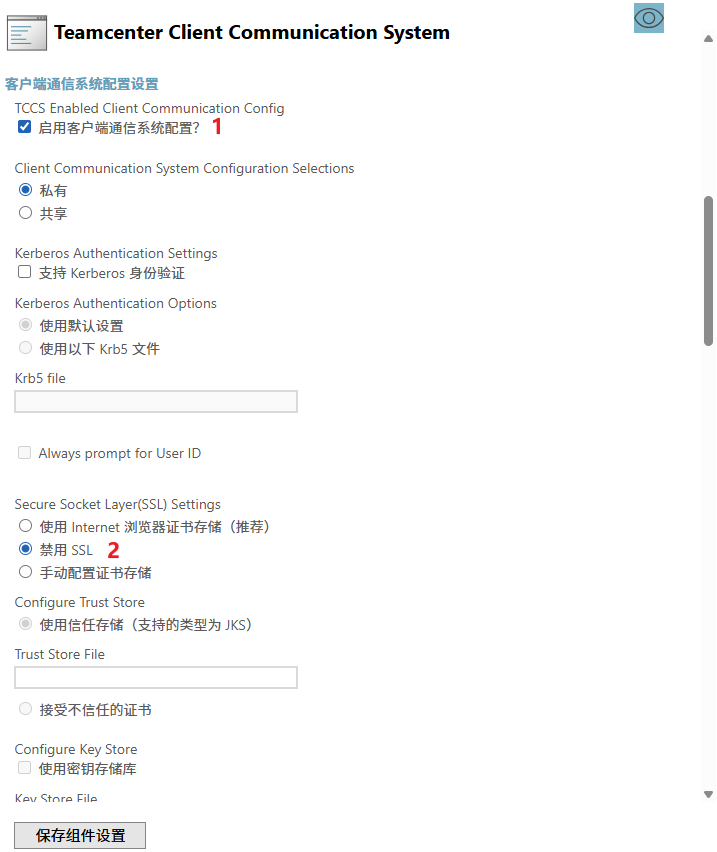 Teamcenter Client Communication System
客户端通信系统配置设置
TCCS Enabled Client Communication Config
启用客户端通信系统配置？ 1
Client Communication System Configuration Selections
私有
共享
Kerberos Authentication Settings
支持 Kerberos 身份验证
Kerberos Authentication Options
使用默认设置
使用以下 Krb5 文件
Krb5 file
Always prompt for User ID
Secure Socket Layer(SSL) Settings
使用 Internet 浏览器证书存储（推荐）
禁用 SSL 2
手动配置证书存储
Configure Trust Store
使用信任存储（支持的类型为 JKS）
Trust Store File
接受不信任的证书
Configure Key Store
使用密钥存储库
Key Store File
保存组件设置